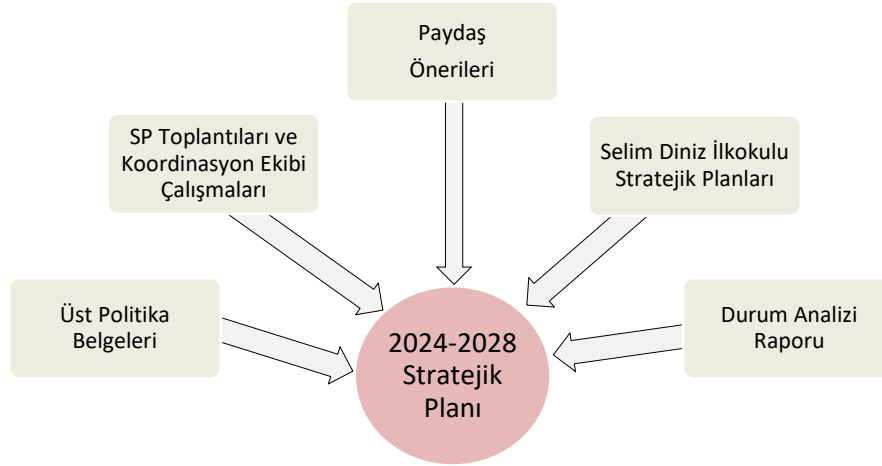 Paydaş
Önerileri
SP Toplantıları ve
Koordinasyon Ekibi
Çalışmaları
Selim Diniz İlkokulu
Stratejik Planları
Üst Politika
Belgeleri
Durum Analizi
Raporu
2024-2028
Stratejik
Planı